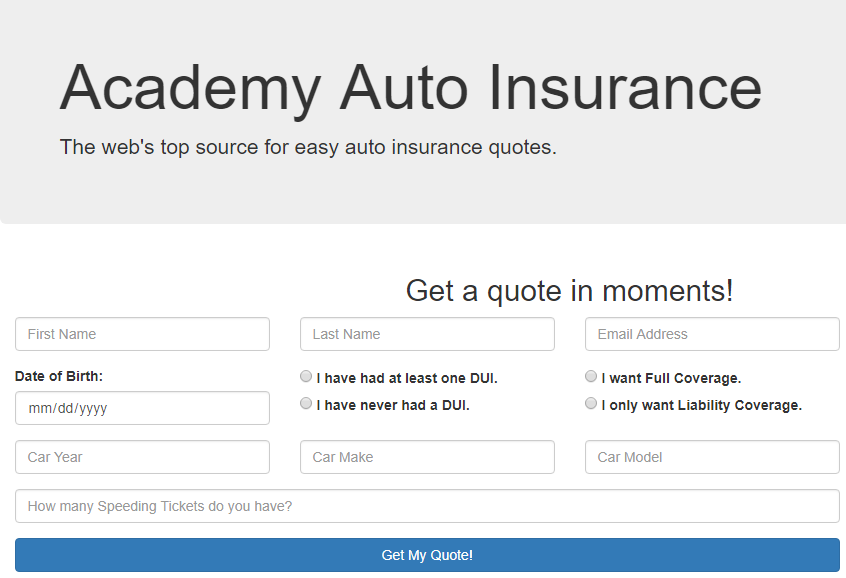 Academy Auto Insurance
The web's top source for easy auto insurance quotes.
Get a quote in moments!
First Name
Last Name
Email Address
Date of Birth:
mm/dd/yyyy
I have had at least one DUI.
I have never had a DUI.
I want Full Coverage.
I only want Liability Coverage.
Car Year
Car Make
Car Model
How many Speeding Tickets do you have?
Get My Quote!